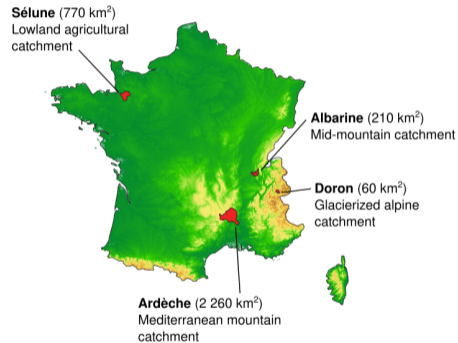 Sélune (770 km²)
Lowland agricultural
catchment
Albarine (210 km²)
Mid-mountain catchment
Doron (60 km²)
Glacierized alpine
catchment
Ardèche (2 260 km²)
Mediterranean mountain
catchment